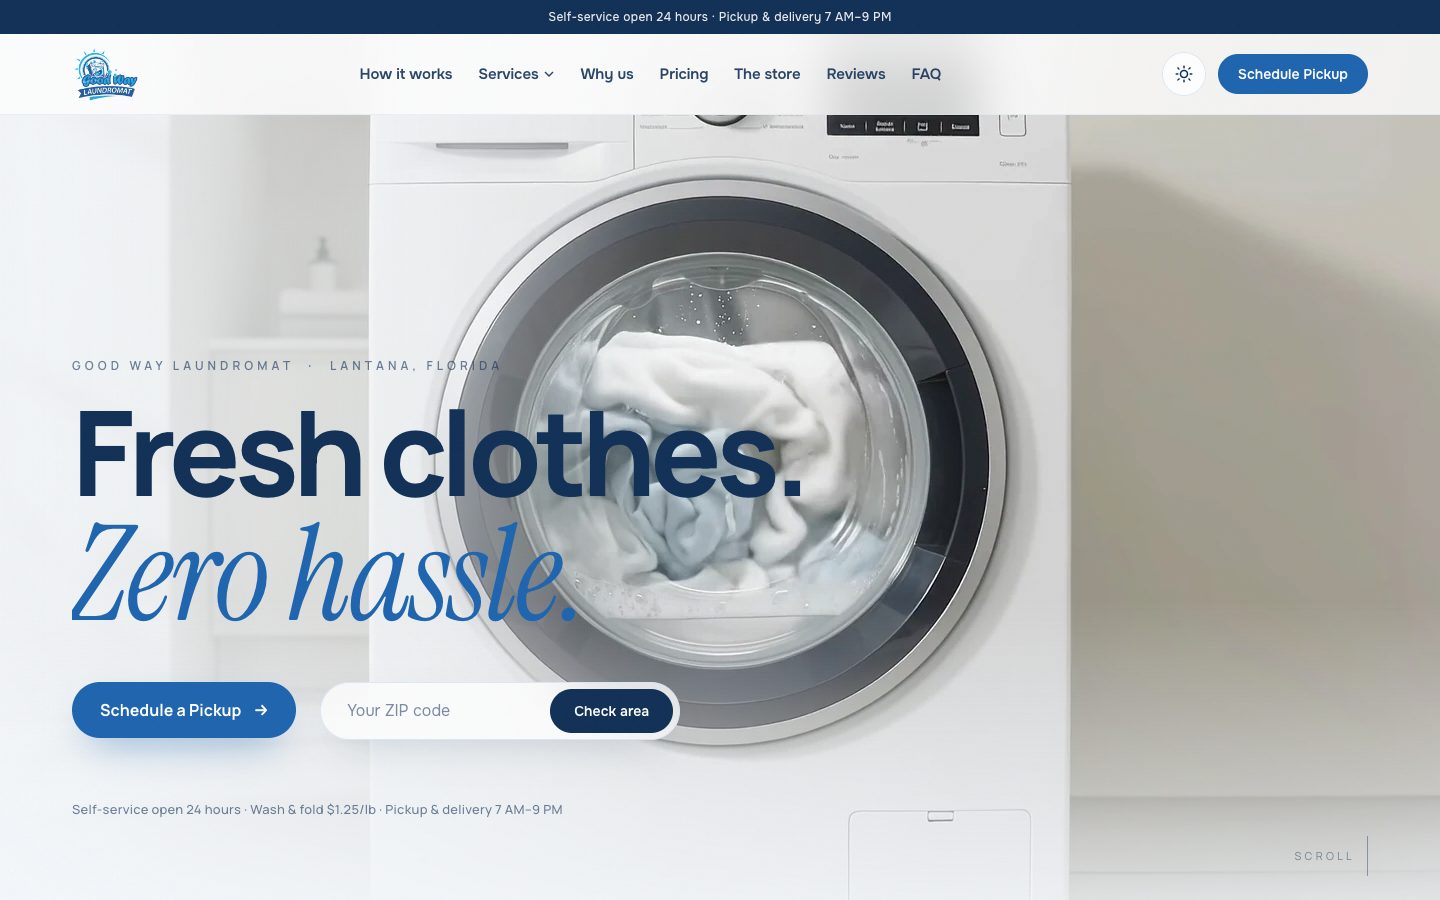 Self-service open 24 hours · Pickup & delivery 7 AM–9 PM
Good Way
LAUNDROMAT
How it works Services Why us Pricing The store Reviews FAQ
Schedule Pickup
GOOD WAY LAUNDROMAT · LANTANA, FLORIDA
Fresh clothes.
Zero hassle.
Schedule a Pickup →
Your ZIP code
Check area
Self-service open 24 hours · Wash & fold $1.25/lb · Pickup & delivery 7 AM–9 PM
SCROLL